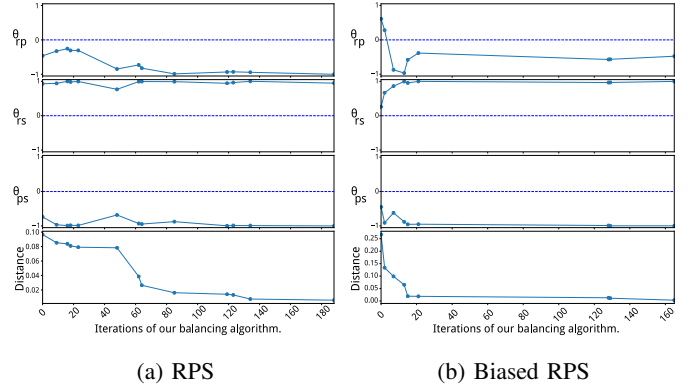 1
θrp
0
−1
1
θrs
0
−1
1
θps
0
−1
0.10
0.08
0.06
Distance
0.04
0.02
0 20 40 60 80 100 120 140 160 180
Iterations of our balancing algorithm.
(a) RPS
1
θrp
0
−1
1
θrs
0
−1
1
θps
0
−1
0.25
0.20
0.15
Distance
0.10
0.05
0.00
0 20 40 60 80 100 120 140 160
Iterations of our balancing algorithm.
(b) Biased RPS